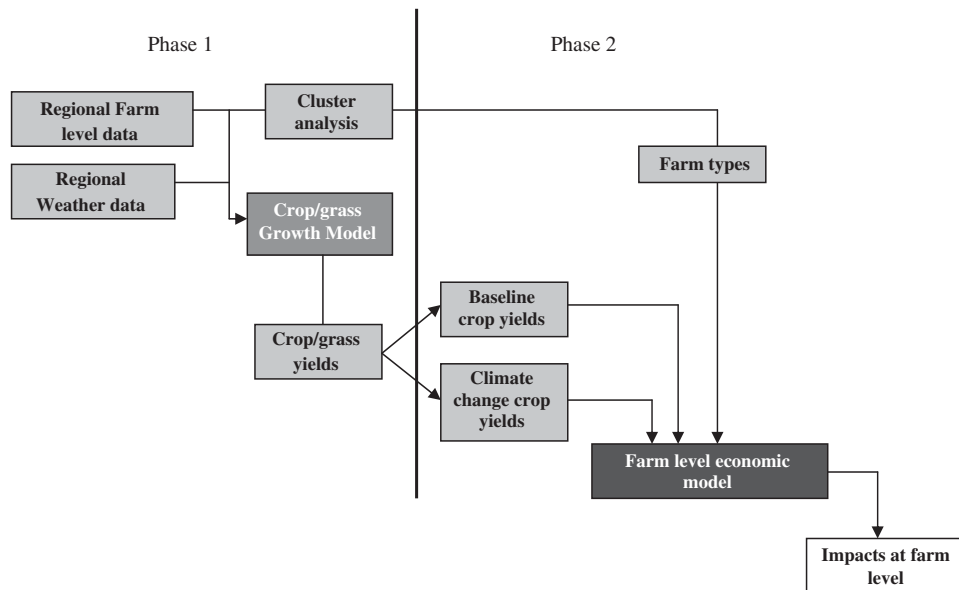 Phase 1
Phase 2
Regional Farm
level data
Cluster
analysis
Farm types
Regional
Weather data
Crop/grass
Growth Model
Baseline
crop yields
Crop/grass
yields
Climate
change crop
yields
Farm level economic
model
Impacts at farm
level